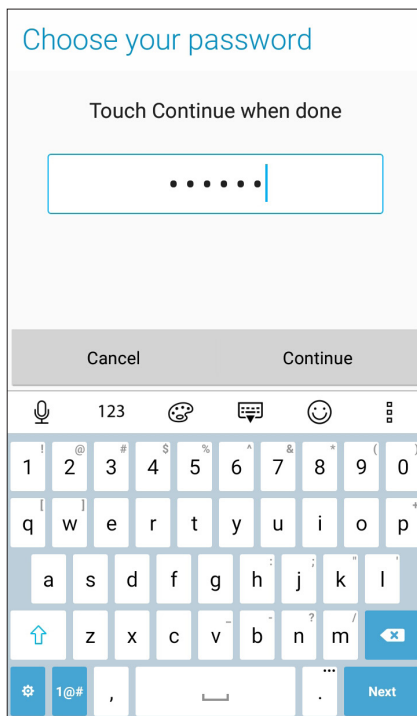 Choose your password
Touch Continue when done
••••••
Cancel Continue
123
! @ # $ % ^ & * ( )
1 2 3 4 5 6 7 8 9 0
[ ] +
q w e r t y u i o p
: ; " '
a s d f g h j k l
_ - ? /
z x c v b n m
1@# , . ••• Next